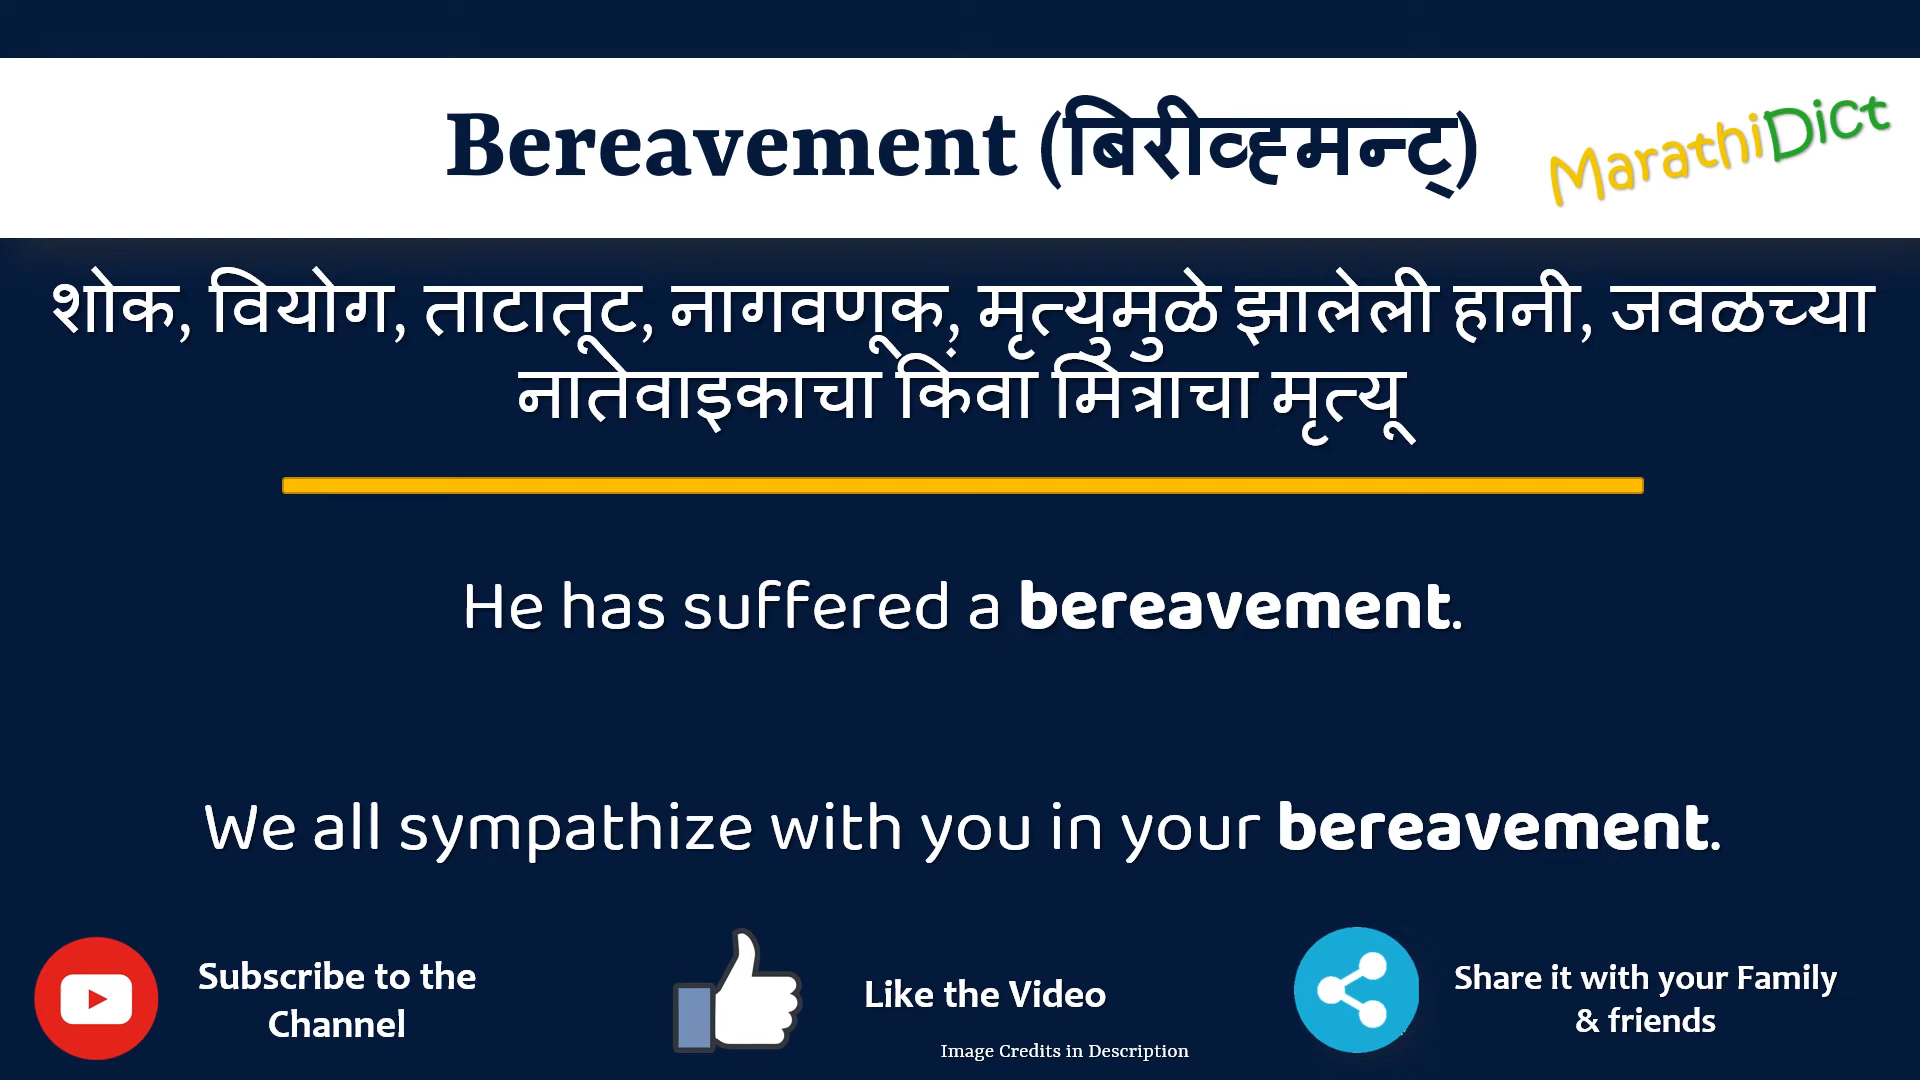 Bereavement (बिरीव्ह्मन्ट्)
MarathiDict
शोक, वियोग, ताटातूट, नागवणूक, मृत्युमुळे झालेली हानी, जवळच्या
नातेवाइकाचा किंवा मित्राचा मृत्यू
He has suffered a bereavement.
We all sympathize with you in your bereavement.
Subscribe to the
Channel
Like the Video
Share it with your Family
& friends
Image Credits in Description